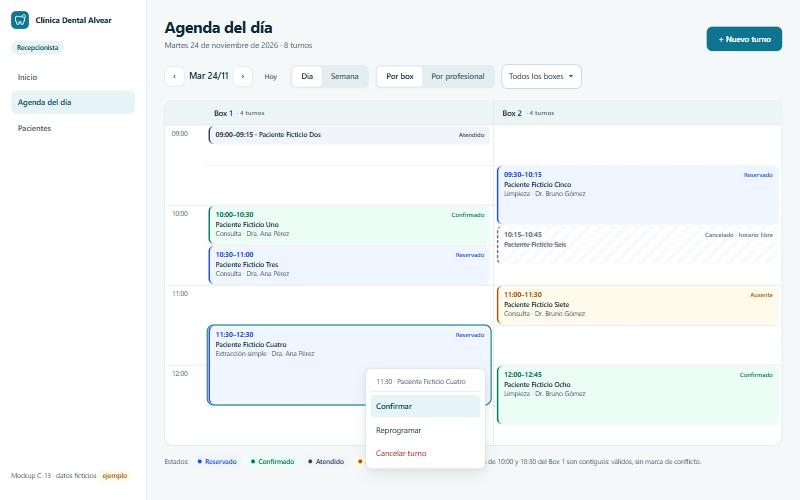 Clínica Dental Alvear
Recepcionista
Inicio
Agenda del día
Pacientes
Mockup C-13 · datos ficticios ejemplo
Agenda del día
Martes 24 de noviembre de 2026 · 8 turnos
+ Nuevo turno
‹ Mar 24/11 › Hoy Día Semana Por box Por profesional Todos los boxes
Box 1 · 4 turnos
Box 2 · 4 turnos
09:00
10:00
11:00
12:00
09:00–09:15 · Paciente Ficticio Dos Atendido
10:00–10:30 Confirmado
Paciente Ficticio Uno
Consulta · Dra. Ana Pérez
10:30–11:00 Reservado
Paciente Ficticio Tres
Consulta · Dra. Ana Pérez
11:30–12:30 Reservado
Paciente Ficticio Cuatro
Extracción simple · Dra. Ana Pérez
09:30–10:15 Reservado
Paciente Ficticio Cinco
Limpieza · Dr. Bruno Gómez
10:15–10:45 Cancelado · horario libre
Paciente Ficticio Seis
11:00–11:30 Ausente
Paciente Ficticio Siete
Consulta · Dr. Bruno Gómez
12:00–12:45 Confirmado
Paciente Ficticio Ocho
Limpieza · Dr. Bruno Gómez
11:30 · Paciente Ficticio Cuatro
Confirmar
Reprogramar
Cancelar turno
Estados: Reservado Confirmado Atendido
de 10:00 y 10:30 del Box 1 son contiguos: válidos, sin marca de conflicto.